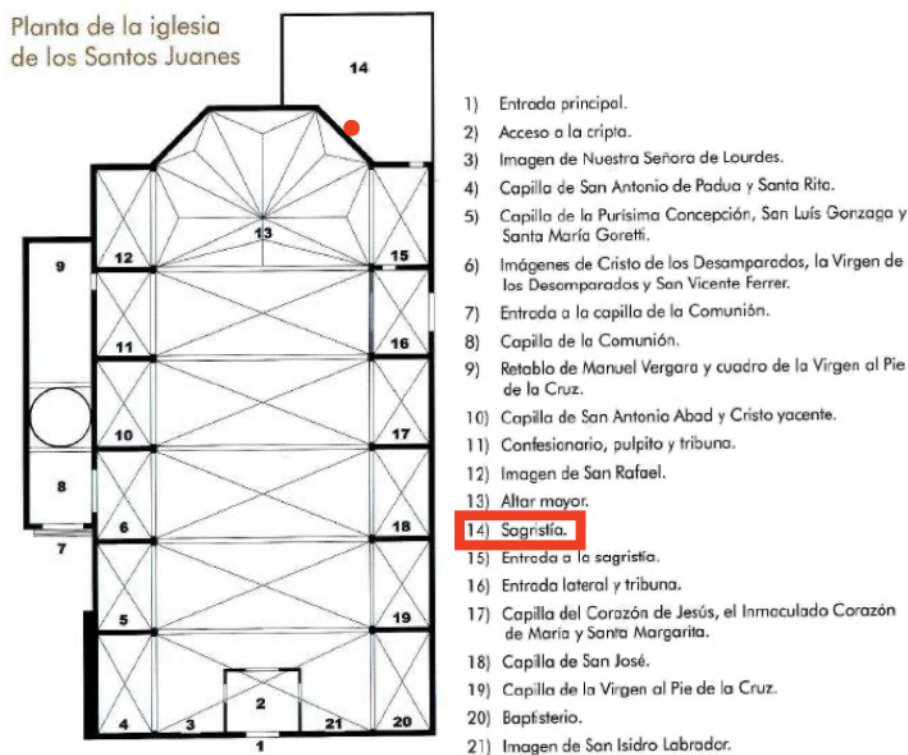 Planta de la iglesia
de los Santos Juanes
14
13
12
15
9
11
16
10
17
8
6
18
7
5
19
2
4
3
21
20
1
1) Entrada principal.
2) Acceso a la cripta.
3) Imagen de Nuestra Señora de Lourdes.
4) Capilla de San Antonio de Padua y Santa Rita.
5) Capilla de la Purísima Concepción, San Luís Gonzaga y
Santa María Goretti.
6) Imágenes de Cristo de los Desamparados, la Virgen de
los Desamparados y San Vicente Ferrer.
7) Entrada a la capilla de la Comunión.
8) Capilla de la Comunión.
9) Retablo de Manuel Vergara y cuadro de la Virgen al Pie
de la Cruz.
10) Capilla de San Antonio Abad y Cristo yacente.
11) Confesionario, pulpito y tribuna.
12) Imagen de San Rafael.
13) Altar mayor.
14) Sagristía.
15) Entrada a la sagristía.
16) Entrada lateral y tribuna.
17) Capilla del Corazón de Jesús, el Inmaculado Corazón
de María y Santa Margarita.
18) Capilla de San José.
19) Capilla de la Virgen al Pie de la Cruz.
20) Baptisterio.
21) Imagen de San Isidro Labrador.